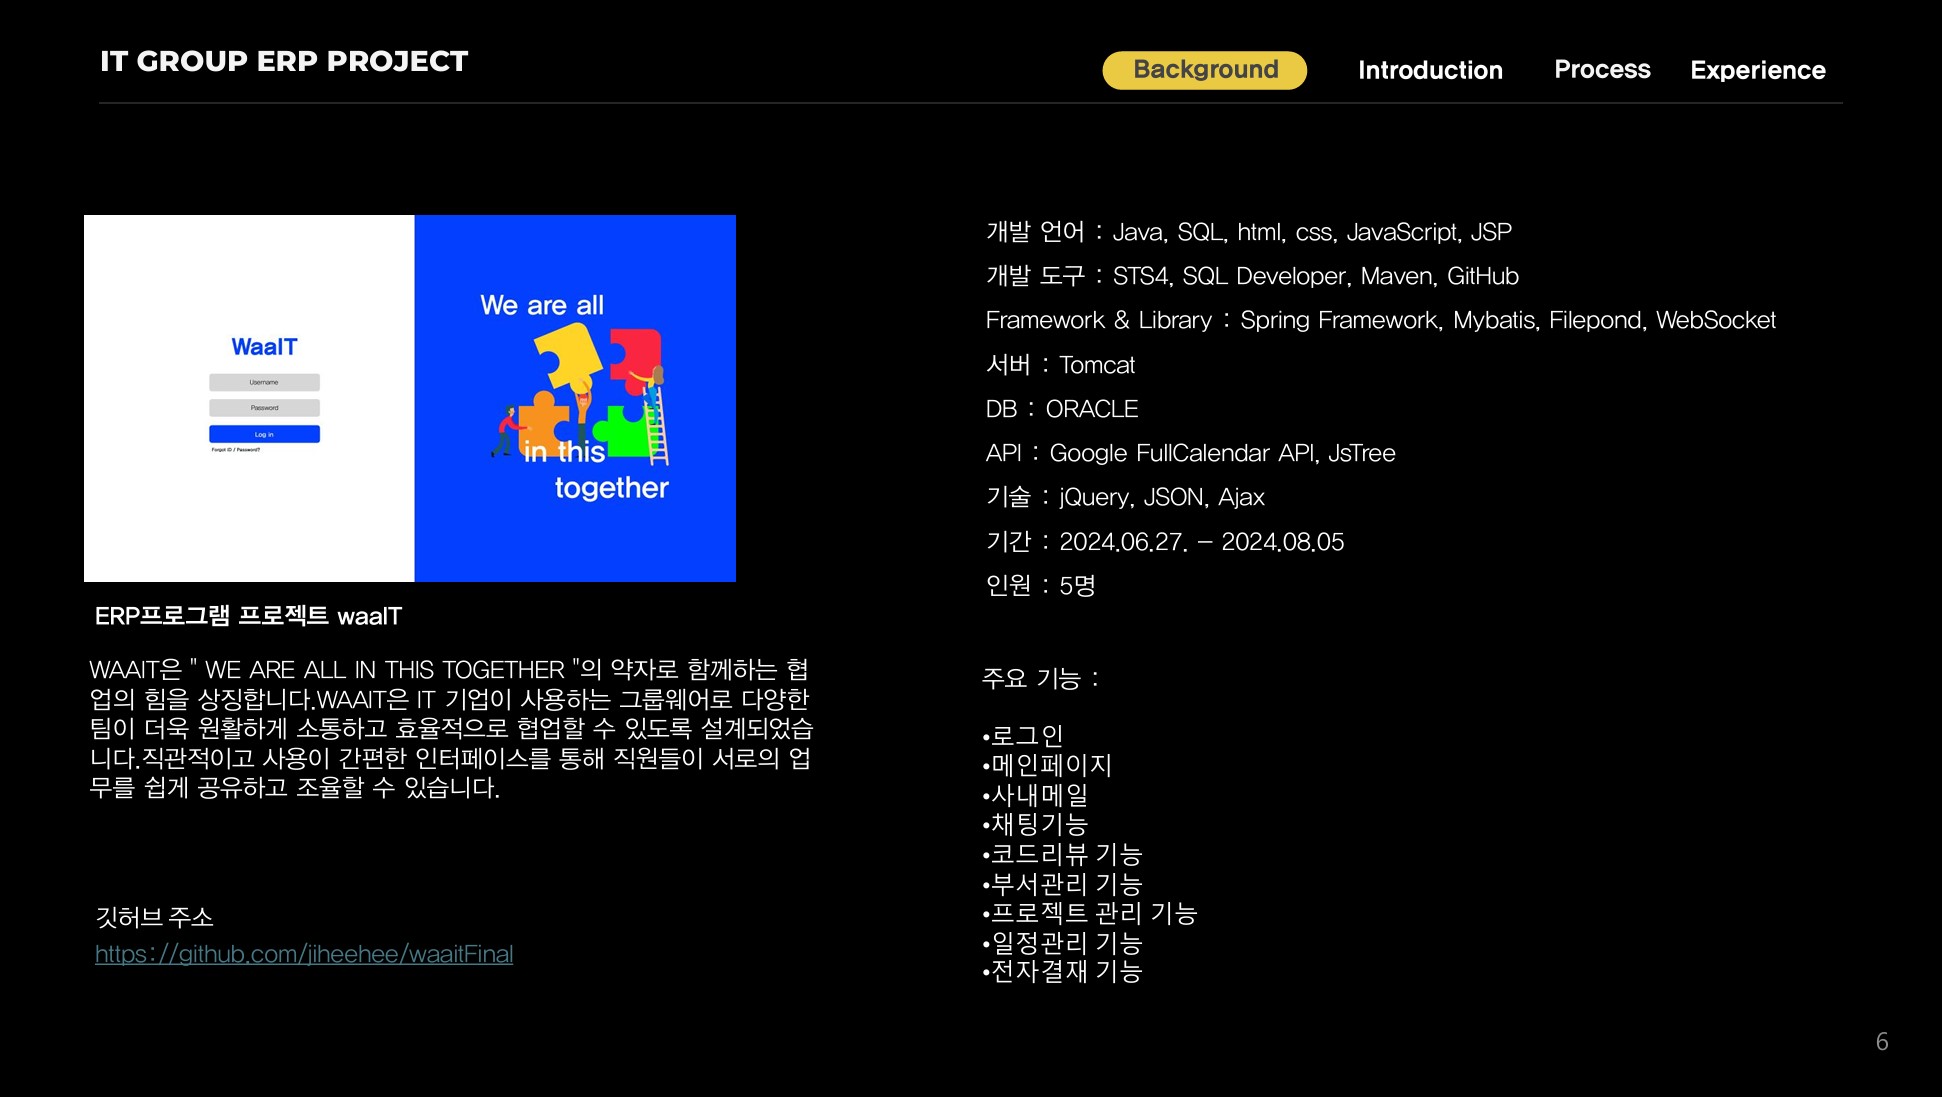 IT GROUP ERP PROJECT
Background Introduction Process Experience
WaaIT
Username
Password
Log in
Forgot ID / Password?
We are all
in this
together
ERP프로그램 프로젝트 waaIT
WAAIT은 " WE ARE ALL IN THIS TOGETHER "의 약자로 함께하는 협
업의 힘을 상징합니다.WAAIT은 IT 기업이 사용하는 그룹웨어로 다양한
팀이 더욱 원활하게 소통하고 효율적으로 협업할 수 있도록 설계되었습
니다.직관적이고 사용이 간편한 인터페이스를 통해 직원들이 서로의 업
무를 쉽게 공유하고 조율할 수 있습니다.
깃허브 주소
https://github.com/jiheehee/waaitFinal
개발 언어 : Java, SQL, html, css, JavaScript, JSP
개발 도구 : STS4, SQL Developer, Maven, GitHub
Framework & Library : Spring Framework, Mybatis, Filepond, WebSocket
서버 : Tomcat
DB : ORACLE
API : Google FullCalendar API, JsTree
기술 : jQuery, JSON, Ajax
기간 : 2024.06.27. – 2024.08.05
인원 : 5명
주요 기능 :
•로그인
•메인페이지
•사내메일
•채팅기능
•코드리뷰 기능
•부서관리 기능
•프로젝트 관리 기능
•일정관리 기능
•전자결재 기능
6